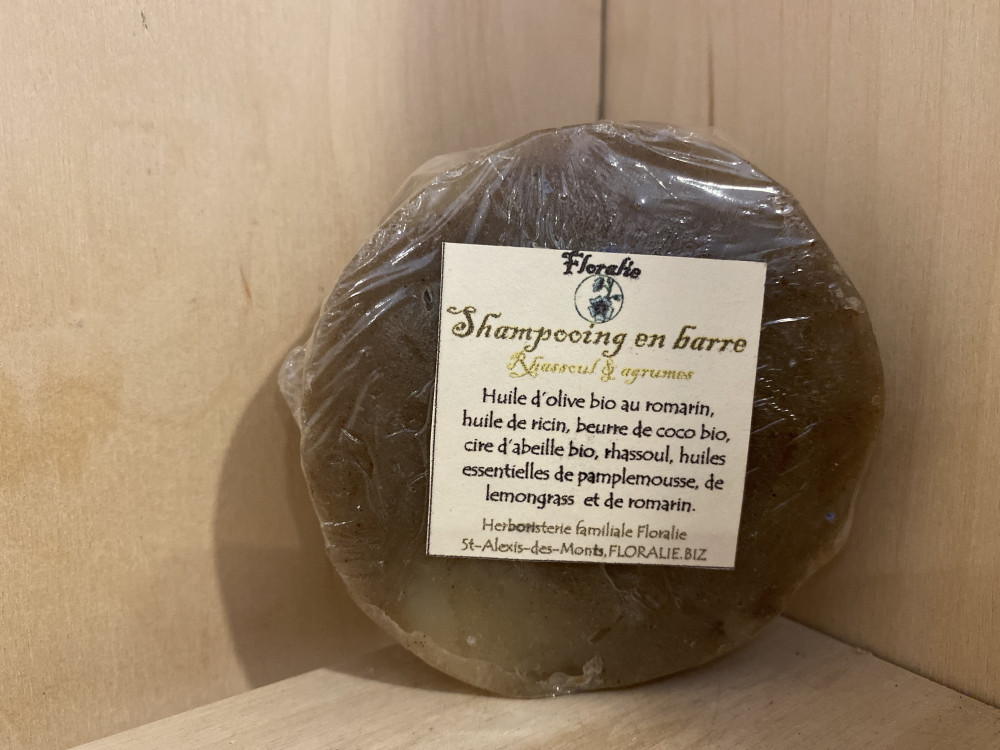 Floralie
Shampooing en barre
Rhassoul & agrumes
Huile d'olive bio au romarin,
huile de ricin, beurre de coco bio,
cire d'abeille bio, rhassoul, huiles
essentielles de pamplemousse, de
lemongrass et de romarin.
Herboristerie familiale Floralie
St-Alexis-des-Monts, FLORALIE.BIZ